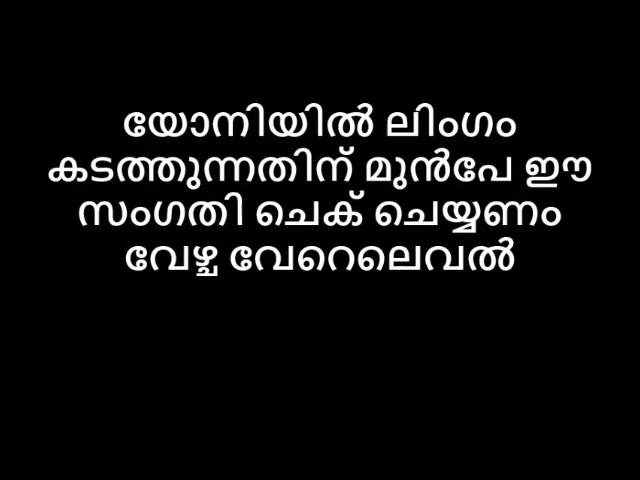 യോനിയിൽ ലിംഗം
കടത്തുന്നതിന് മുൻപേ ഈ
സംഗതി ചെക് ചെയ്യണം
വേഴ്ച വേറെലെവൽ